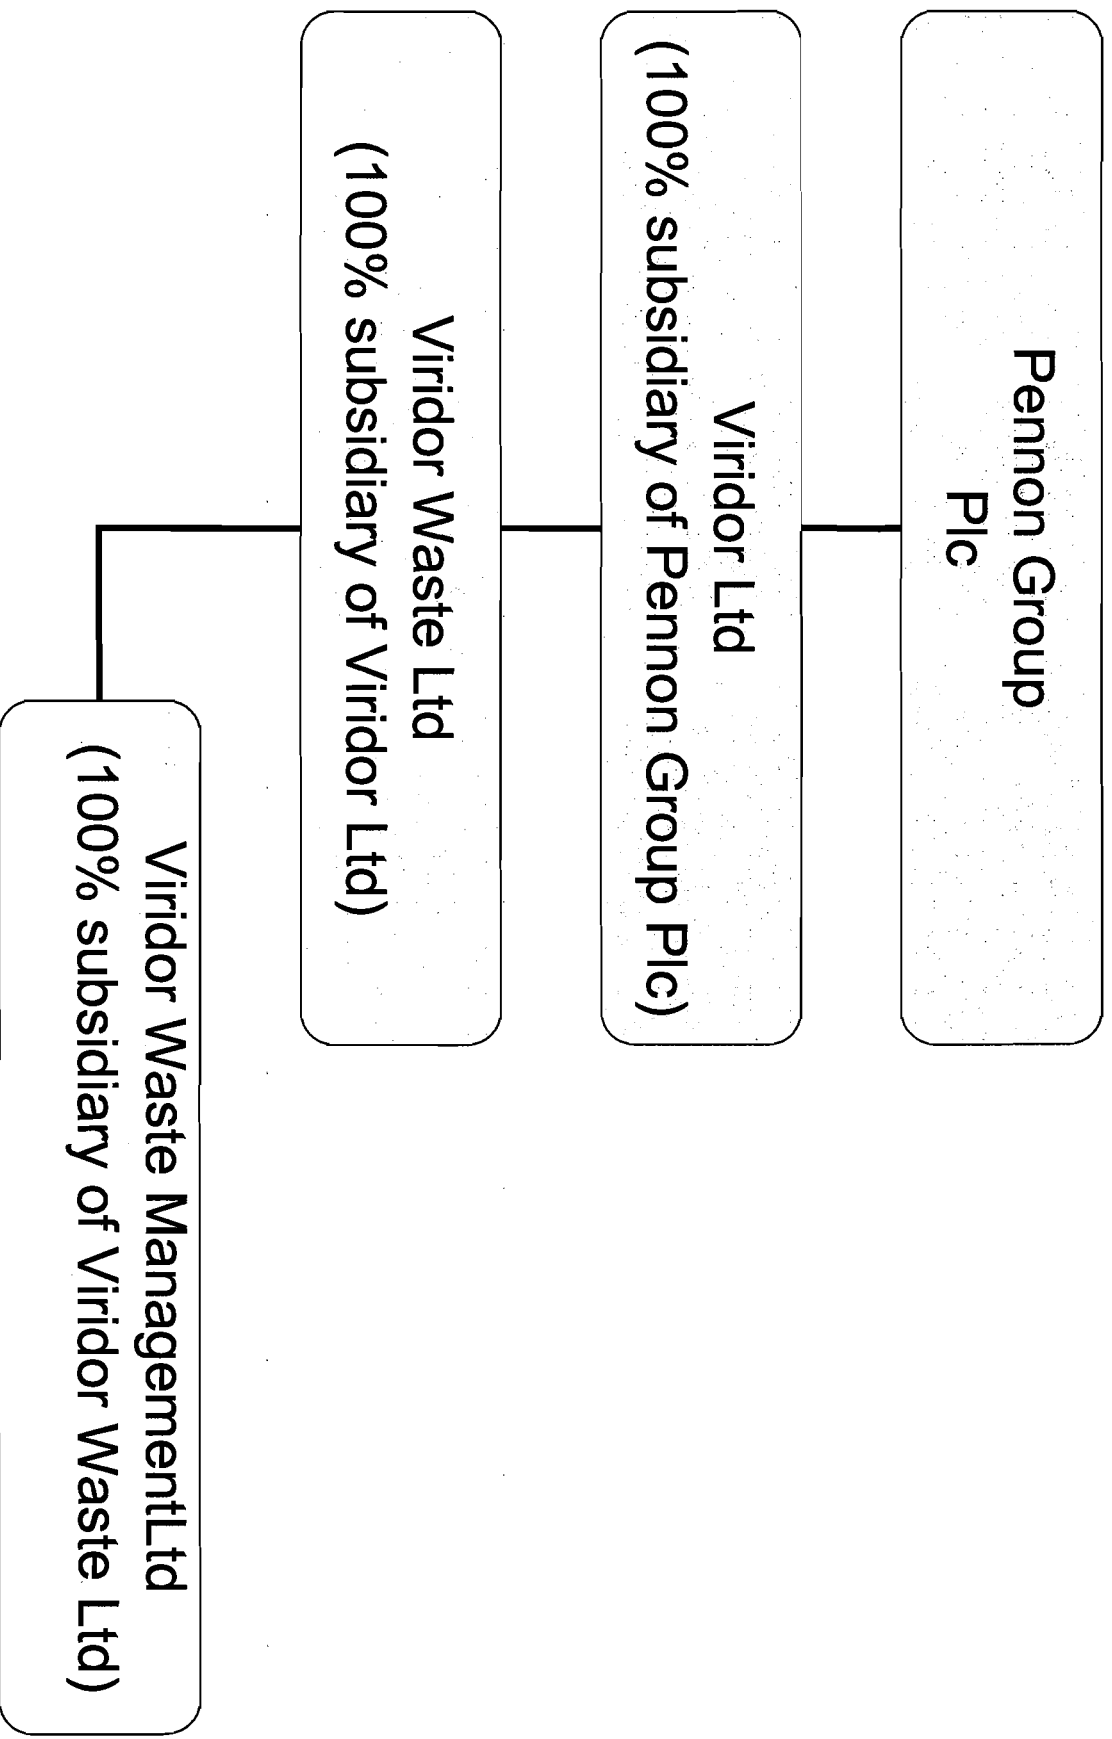 Pennon Group
Plc
Viridor Ltd
(100% subsidiary of Pennon Group Plc)
Viridor Waste Ltd
(100% subsidiary of Viridor Ltd)
Viridor Waste ManagementLtd
(100% subsidiary of Viridor Waste Ltd)